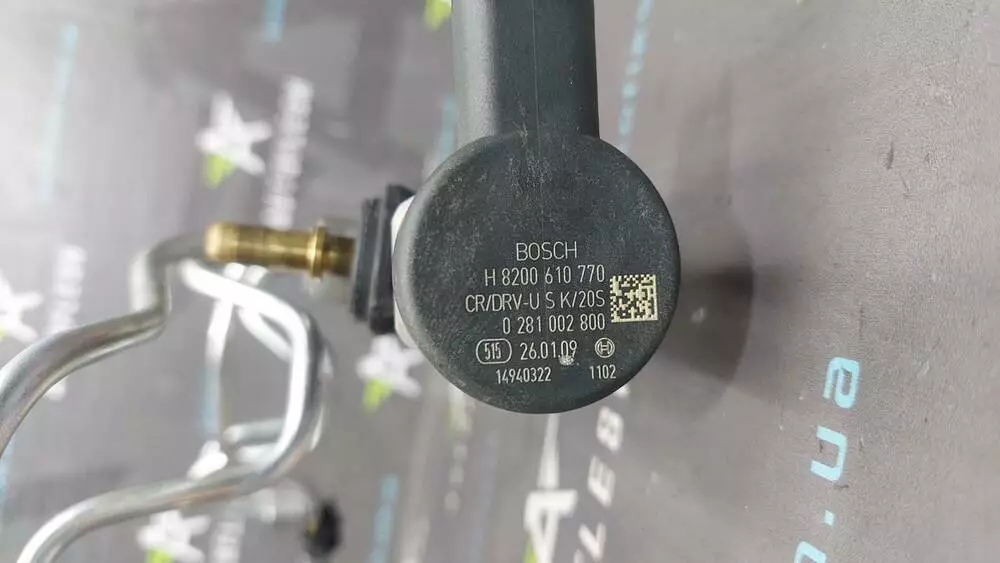 BOSCH
H 8200 610 770
CR/DRV-U S K/20S
0 281 002 800
515 26.01.09
14940322 1102